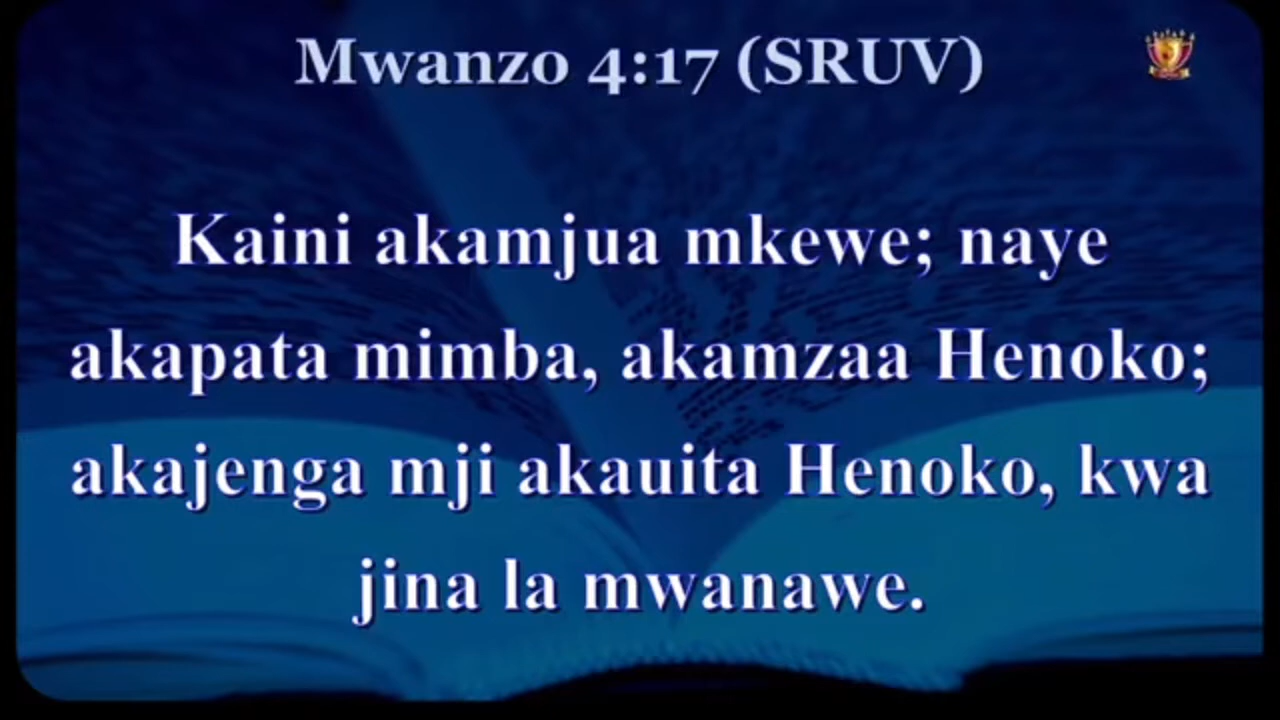 Mwanzo 4:17 (SRUV)
Kaini akamjua mkewe; naye
akapata mimba, akamzaa Henoko;
akajenga mji akauita Henoko, kwa
jina la mwanawe.